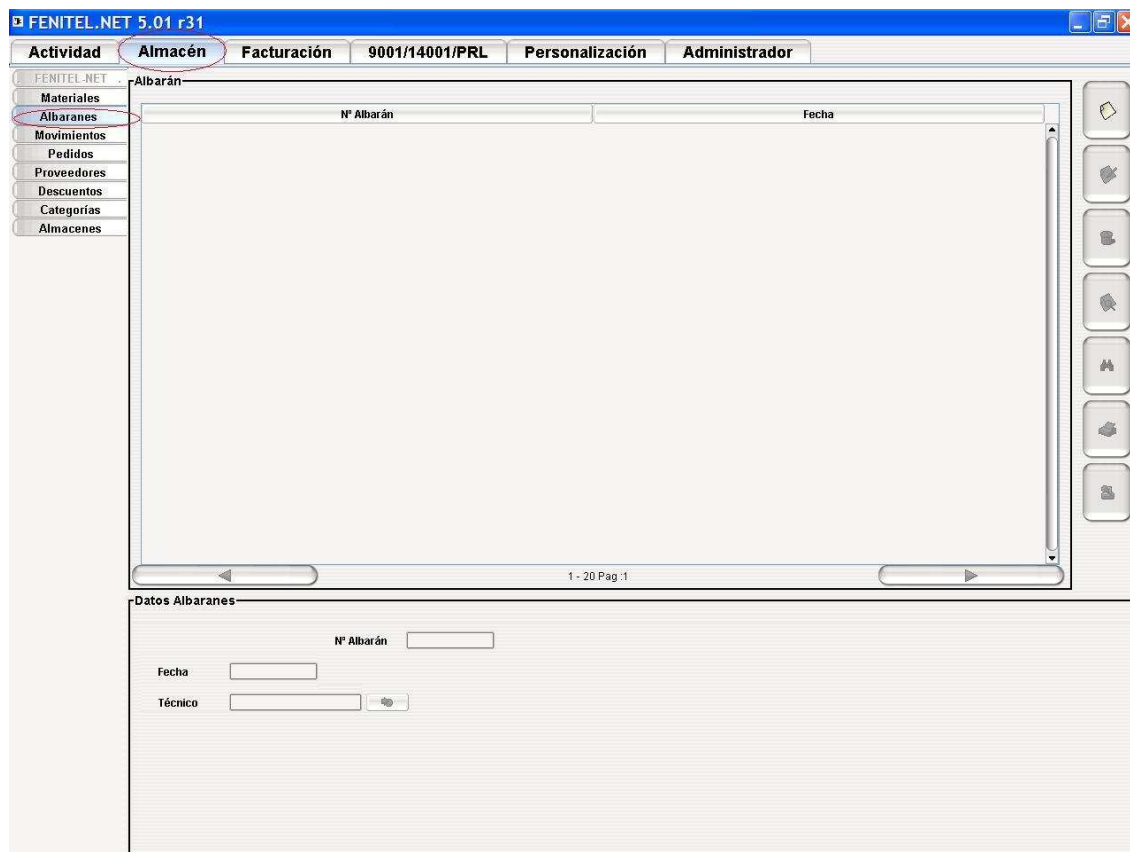 FENITEL.NET 5.01 r31
Actividad Almacén Facturación 9001/14001/PRL Personalización Administrador
FENITEL-NET .
Materiales
Albaranes
Movimientos
Pedidos
Proveedores
Descuentos
Categorías
Almacenes
Albarán
Nº Albarán Fecha
1 - 20 Pag :1
Datos Albaranes
Nº Albarán
Fecha
Técnico